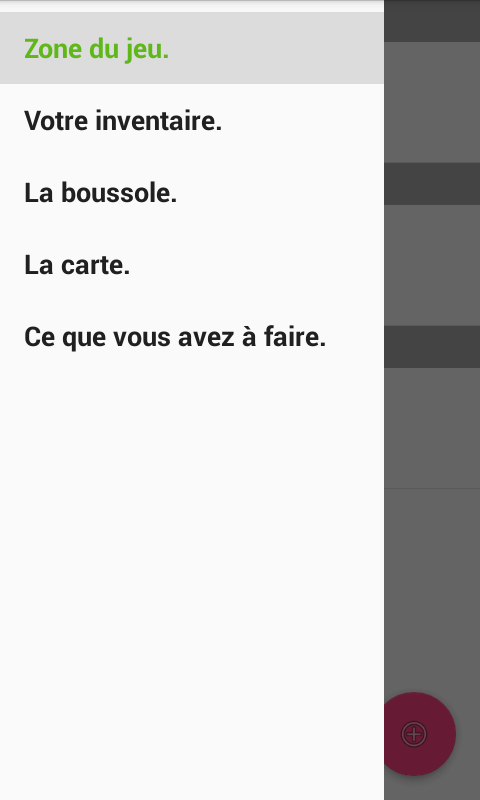 Zone du jeu.
Votre inventaire.
La boussole.
La carte.
Ce que vous avez à faire.